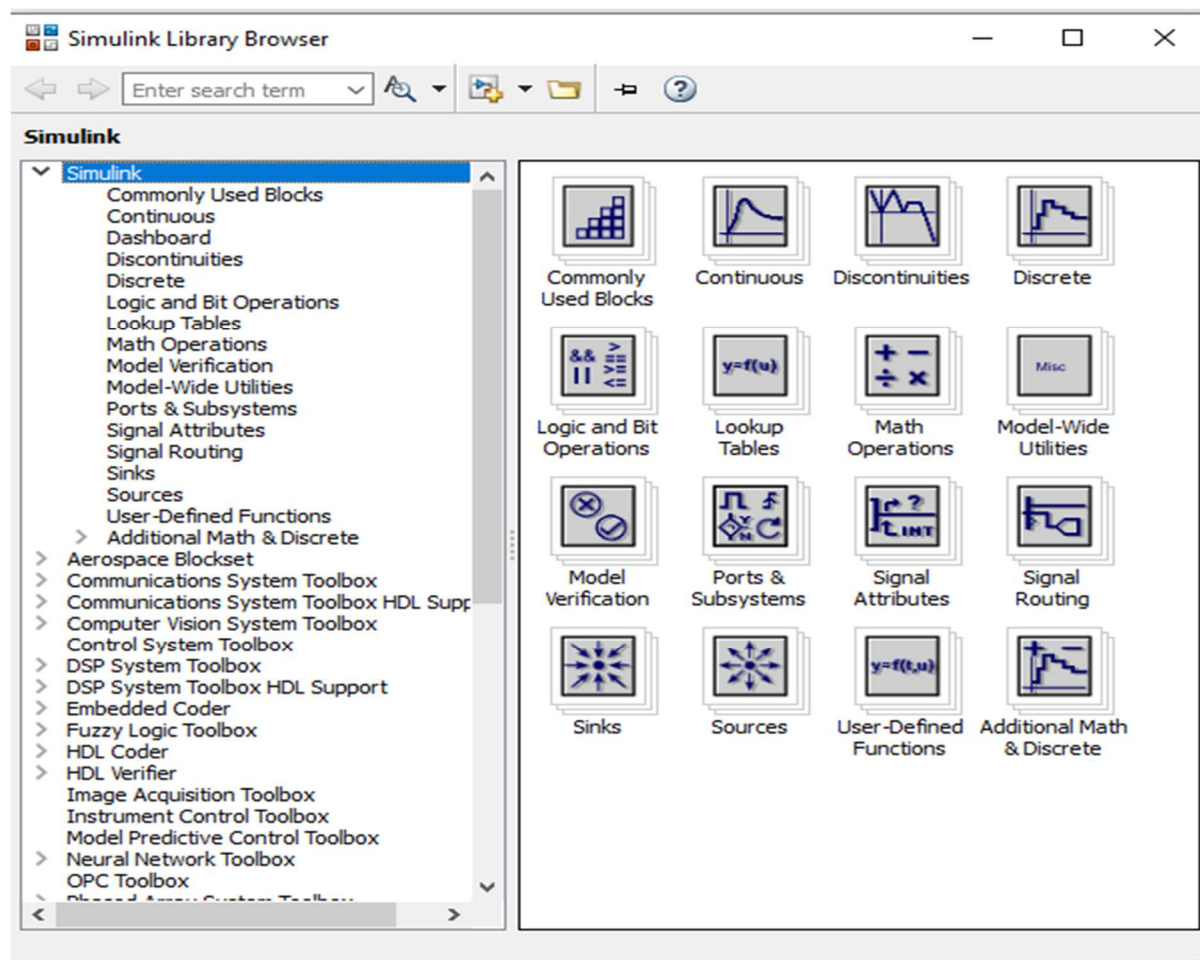 Simulink Library Browser
Enter search term
Simulink
Simulink
Commonly Used Blocks
Continuous
Dashboard
Discontinuities
Discrete
Logic and Bit Operations
Lookup Tables
Math Operations
Model Verification
Model-Wide Utilities
Ports & Subsystems
Signal Attributes
Signal Routing
Sinks
Sources
User-Defined Functions
Additional Math & Discrete
Aerospace Blockset
Communications System Toolbox
Communications System Toolbox HDL Supp
Computer Vision System Toolbox
Control System Toolbox
DSP System Toolbox
DSP System Toolbox HDL Support
Embedded Coder
Fuzzy Logic Toolbox
HDL Coder
HDL Verifier
Image Acquisition Toolbox
Instrument Control Toolbox
Model Predictive Control Toolbox
Neural Network Toolbox
OPC Toolbox
Phased Array System Toolbox
Commonly
Used Blocks
Continuous
Discontinuities
Discrete
&& > == >= <=
||
Logic and Bit
Operations
y=f(u)
Lookup
Tables
+ −
÷ ×
Math
Operations
Misc
Model-Wide
Utilities
Model
Verification
Y
N
Ports &
Subsystems
?
INT
Signal
Attributes
Signal
Routing
Sinks
Sources
y=f(t,u)
User-Defined
Functions
+ −
Additional Math
& Discrete